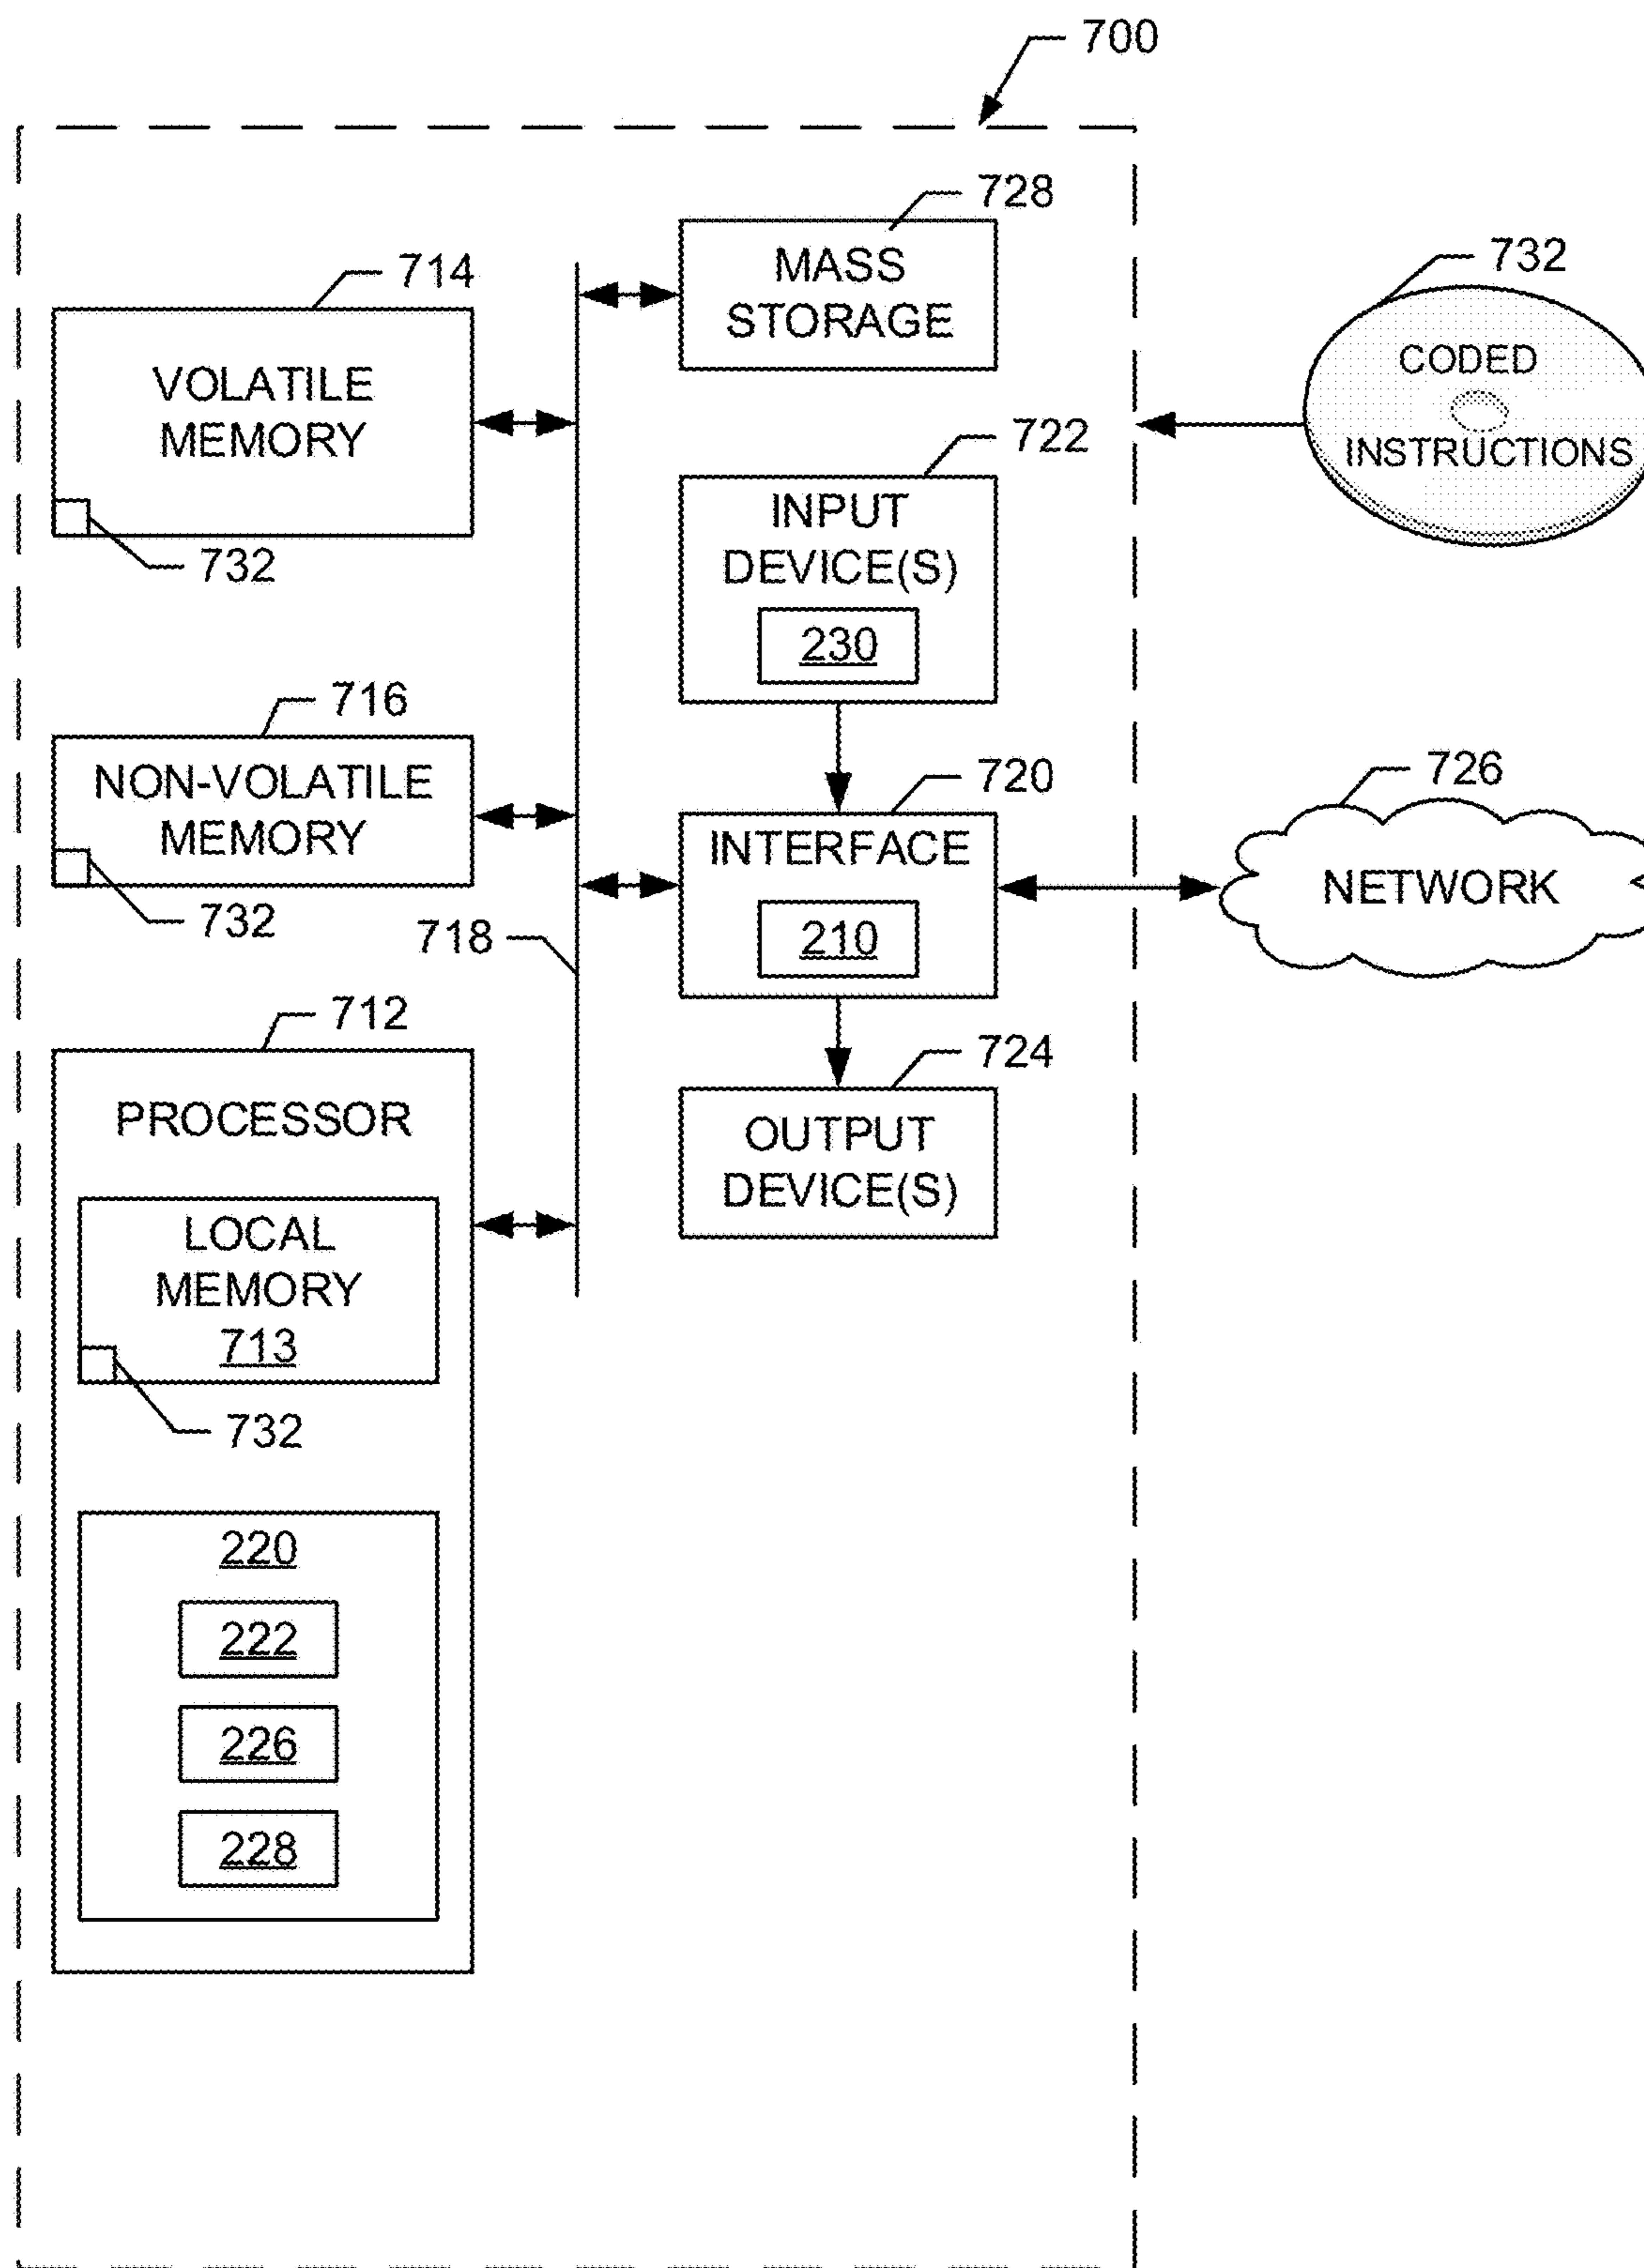 700
728
MASS
STORAGE
714
VOLATILE
MEMORY
732
732
CODED
INSTRUCTIONS
722
INPUT
DEVICE(S)
230
716
NON-VOLATILE
MEMORY
732
718
720
INTERFACE
210
726
NETWORK
712
PROCESSOR
LOCAL
MEMORY
713
732
724
OUTPUT
DEVICE(S)
220
222
226
228